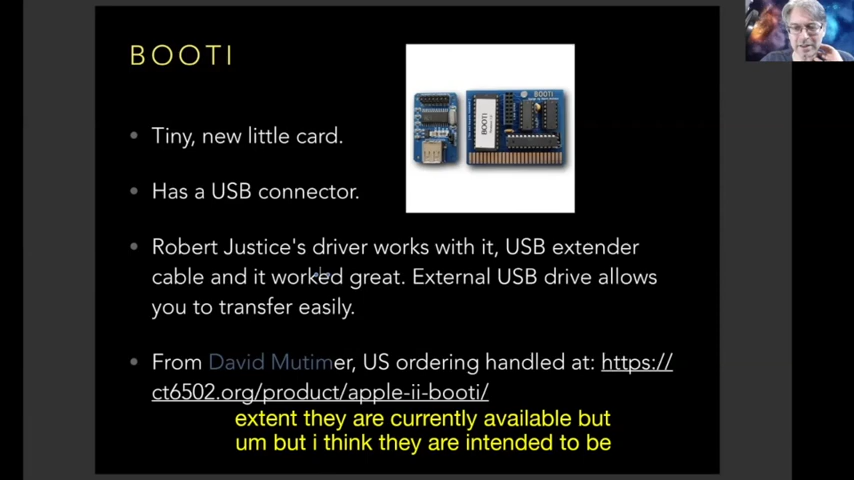 BOOTI
Tiny, new little card.
Has a USB connector.
Robert Justice's driver works with it, USB extender
cable and it worked great. External USB drive allows
you to transfer easily.
From David Mutimer, US ordering handled at: https://
ct6502.org/product/apple-ii-booti/
BOOTI
BOOTI
extent they are currently available but
um but i think they are intended to be